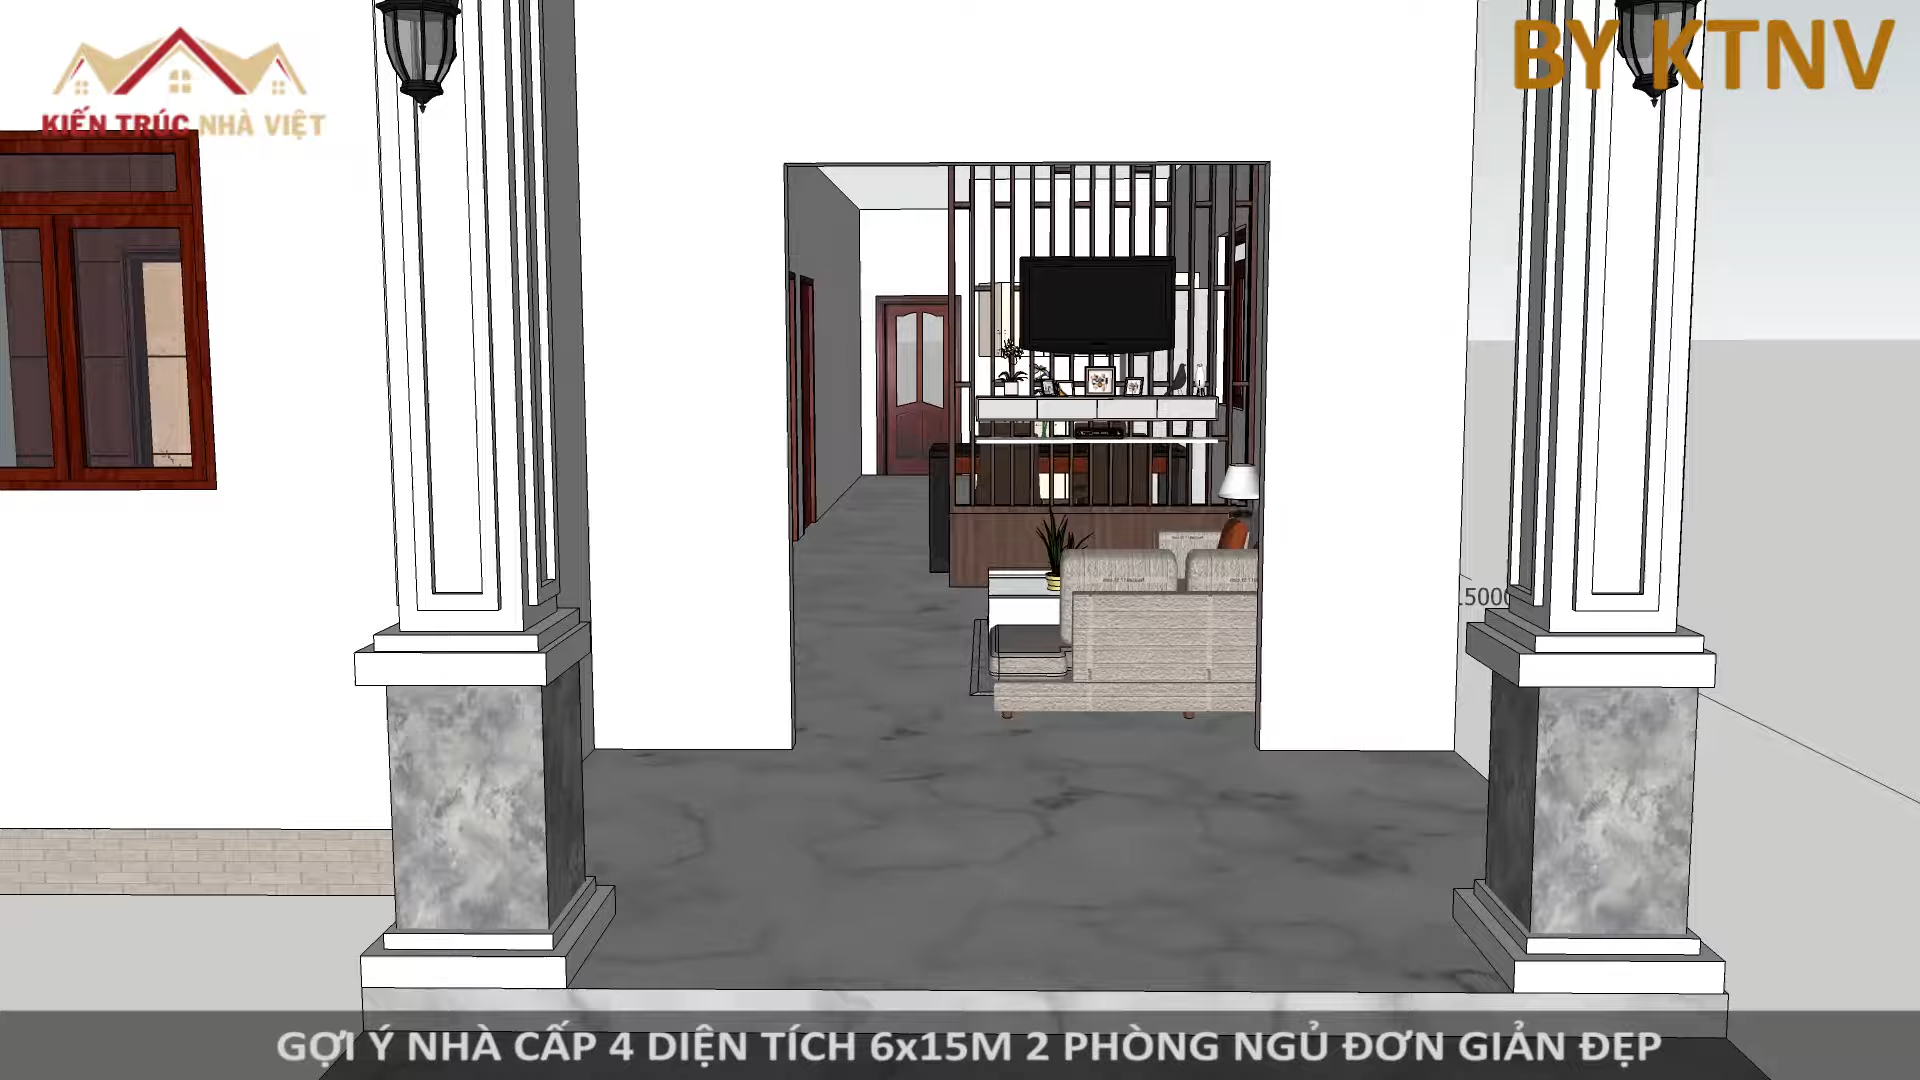 KIẾN TRÚC NHÀ VIỆT
BY KTNV
15000
GỢI Ý NHÀ CẤP 4 DIỆN TÍCH 6x15M 2 PHÒNG NGỦ ĐƠN GIẢN ĐẸP